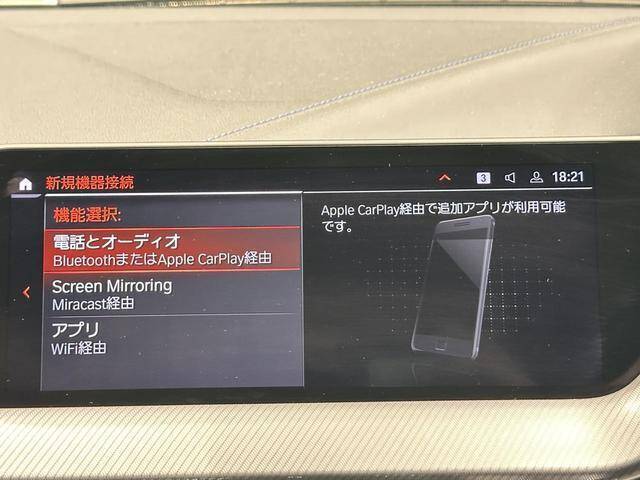 新規機器接続
3
18:21
機能選択:
電話とオーディオ
BluetoothまたはApple CarPlay経由
Screen Mirroring
Miracast経由
アプリ
WiFi経由
Apple CarPlay経由で追加アプリが利用可能
です。